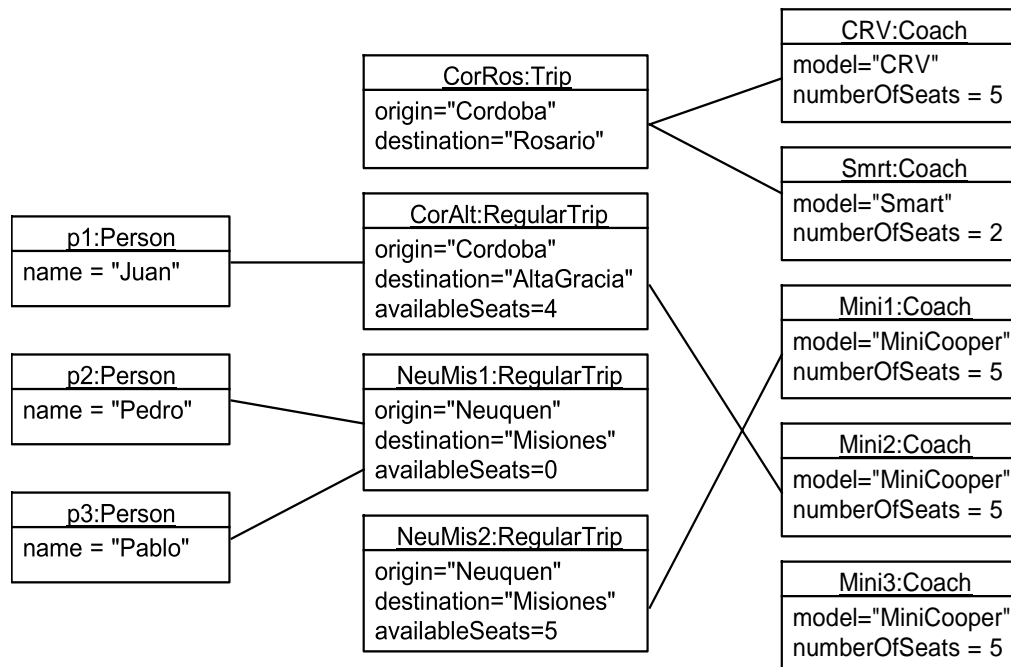 p1:Person
name = "Juan"
p2:Person
name = "Pedro"
p3:Person
name = "Pablo"
CorRos:Trip
origin="Cordoba"
destination="Rosario"
CorAlt:RegularTrip
origin="Cordoba"
destination="AltaGracia"
availableSeats=4
NeuMis1:RegularTrip
origin="Neuquen"
destination="Misiones"
availableSeats=0
NeuMis2:RegularTrip
origin="Neuquen"
destination="Misiones"
availableSeats=5
CRV:Coach
model="CRV"
numberOfSeats = 5
Smrt:Coach
model="Smart"
numberOfSeats = 2
Mini1:Coach
model="MiniCooper"
numberOfSeats = 5
Mini2:Coach
model="MiniCooper"
numberOfSeats = 5
Mini3:Coach
model="MiniCooper"
numberOfSeats = 5